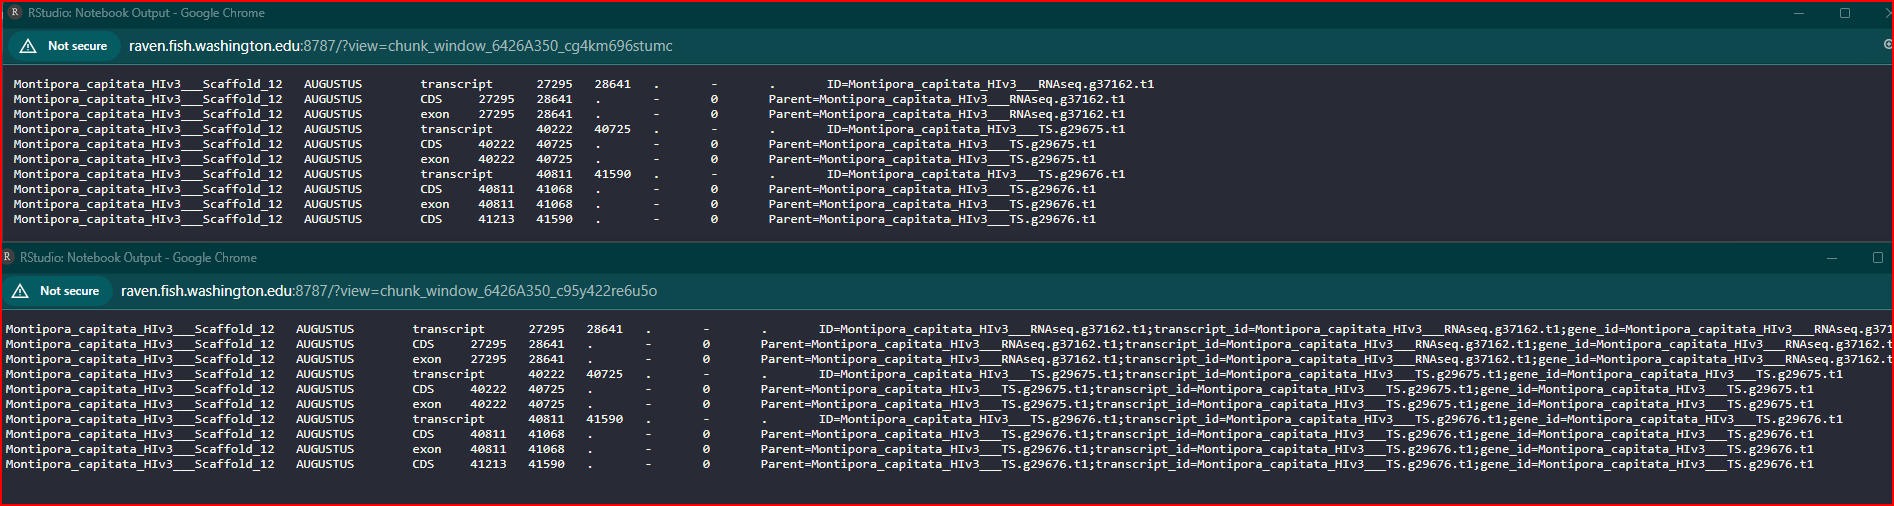 R RStudio: Notebook Output - Google Chrome
Not secure raven.fish.washington.edu:8787/?view=chunk_window_6426A350_cg4km696stumc
Montipora_capitata_HIv3___Scaffold_12 AUGUSTUS transcript 27295 28641 . - . ID=Montipora_capitata_HIv3___RNAseq.g37162.t1
Montipora_capitata_HIv3___Scaffold_12 AUGUSTUS CDS 27295 28641 . - 0 Parent=Montipora_capitata_HIv3___RNAseq.g37162.t1
Montipora_capitata_HIv3___Scaffold_12 AUGUSTUS exon 27295 28641 . - 0 Parent=Montipora_capitata_HIv3___RNAseq.g37162.t1
Montipora_capitata_HIv3___Scaffold_12 AUGUSTUS transcript 40222 40725 . - . ID=Montipora_capitata_HIv3___TS.g29675.t1
Montipora_capitata_HIv3___Scaffold_12 AUGUSTUS CDS 40222 40725 . - 0 Parent=Montipora_capitata_HIv3___TS.g29675.t1
Montipora_capitata_HIv3___Scaffold_12 AUGUSTUS exon 40222 40725 . - 0 Parent=Montipora_capitata_HIv3___TS.g29675.t1
Montipora_capitata_HIv3___Scaffold_12 AUGUSTUS transcript 40811 41590 . - . ID=Montipora_capitata_HIv3___TS.g29676.t1
Montipora_capitata_HIv3___Scaffold_12 AUGUSTUS CDS 40811 41068 . - 0 Parent=Montipora_capitata_HIv3___TS.g29676.t1
Montipora_capitata_HIv3___Scaffold_12 AUGUSTUS exon 40811 41068 . - 0 Parent=Montipora_capitata_HIv3___TS.g29676.t1
Montipora_capitata_HIv3___Scaffold_12 AUGUSTUS CDS 41213 41590 . - 0 Parent=Montipora_capitata_HIv3___TS.g29676.t1
R RStudio: Notebook Output - Google Chrome
Not secure raven.fish.washington.edu:8787/?view=chunk_window_6426A350_c95y422re6u5o
Montipora_capitata_HIv3___Scaffold_12 AUGUSTUS transcript 27295 28641 . - . ID=Montipora_capitata_HIv3___RNAseq.g37162.t1;transcript_id=Montipora_capitata_HIv3___RNAseq.g37162.t1;gene_id=Montipora_capitata_HIv3___RNAseq.g371
Montipora_capitata_HIv3___Scaffold_12 AUGUSTUS CDS 27295 28641 . - 0 Parent=Montipora_capitata_HIv3___RNAseq.g37162.t1;transcript_id=Montipora_capitata_HIv3___RNAseq.g37162.t1;gene_id=Montipora_capitata_HIv3___RNAseq.g37162.t
Montipora_capitata_HIv3___Scaffold_12 AUGUSTUS exon 27295 28641 . - 0 Parent=Montipora_capitata_HIv3___RNAseq.g37162.t1;transcript_id=Montipora_capitata_HIv3___RNAseq.g37162.t1;gene_id=Montipora_capitata_HIv3___RNAseq.g37162.t
Montipora_capitata_HIv3___Scaffold_12 AUGUSTUS transcript 40222 40725 . - . ID=Montipora_capitata_HIv3___TS.g29675.t1;transcript_id=Montipora_capitata_HIv3___TS.g29675.t1;gene_id=Montipora_capitata_HIv3___TS.g29675.t1
Montipora_capitata_HIv3___Scaffold_12 AUGUSTUS CDS 40222 40725 . - 0 Parent=Montipora_capitata_HIv3___TS.g29675.t1;transcript_id=Montipora_capitata_HIv3___TS.g29675.t1;gene_id=Montipora_capitata_HIv3___TS.g29675.t1
Montipora_capitata_HIv3___Scaffold_12 AUGUSTUS exon 40222 40725 . - 0 Parent=Montipora_capitata_HIv3___TS.g29675.t1;transcript_id=Montipora_capitata_HIv3___TS.g29675.t1;gene_id=Montipora_capitata_HIv3___TS.g29675.t1
Montipora_capitata_HIv3___Scaffold_12 AUGUSTUS transcript 40811 41590 . - . ID=Montipora_capitata_HIv3___TS.g29676.t1;transcript_id=Montipora_capitata_HIv3___TS.g29676.t1;gene_id=Montipora_capitata_HIv3___TS.g29676.t1
Montipora_capitata_HIv3___Scaffold_12 AUGUSTUS CDS 40811 41068 . - 0 Parent=Montipora_capitata_HIv3___TS.g29676.t1;transcript_id=Montipora_capitata_HIv3___TS.g29676.t1;gene_id=Montipora_capitata_HIv3___TS.g29676.t1
Montipora_capitata_HIv3___Scaffold_12 AUGUSTUS exon 40811 41068 . - 0 Parent=Montipora_capitata_HIv3___TS.g29676.t1;transcript_id=Montipora_capitata_HIv3___TS.g29676.t1;gene_id=Montipora_capitata_HIv3___TS.g29676.t1
Montipora_capitata_HIv3___Scaffold_12 AUGUSTUS CDS 41213 41590 . - 0 Parent=Montipora_capitata_HIv3___TS.g29676.t1;transcript_id=Montipora_capitata_HIv3___TS.g29676.t1;gene_id=Montipora_capitata_HIv3___TS.g29676.t1